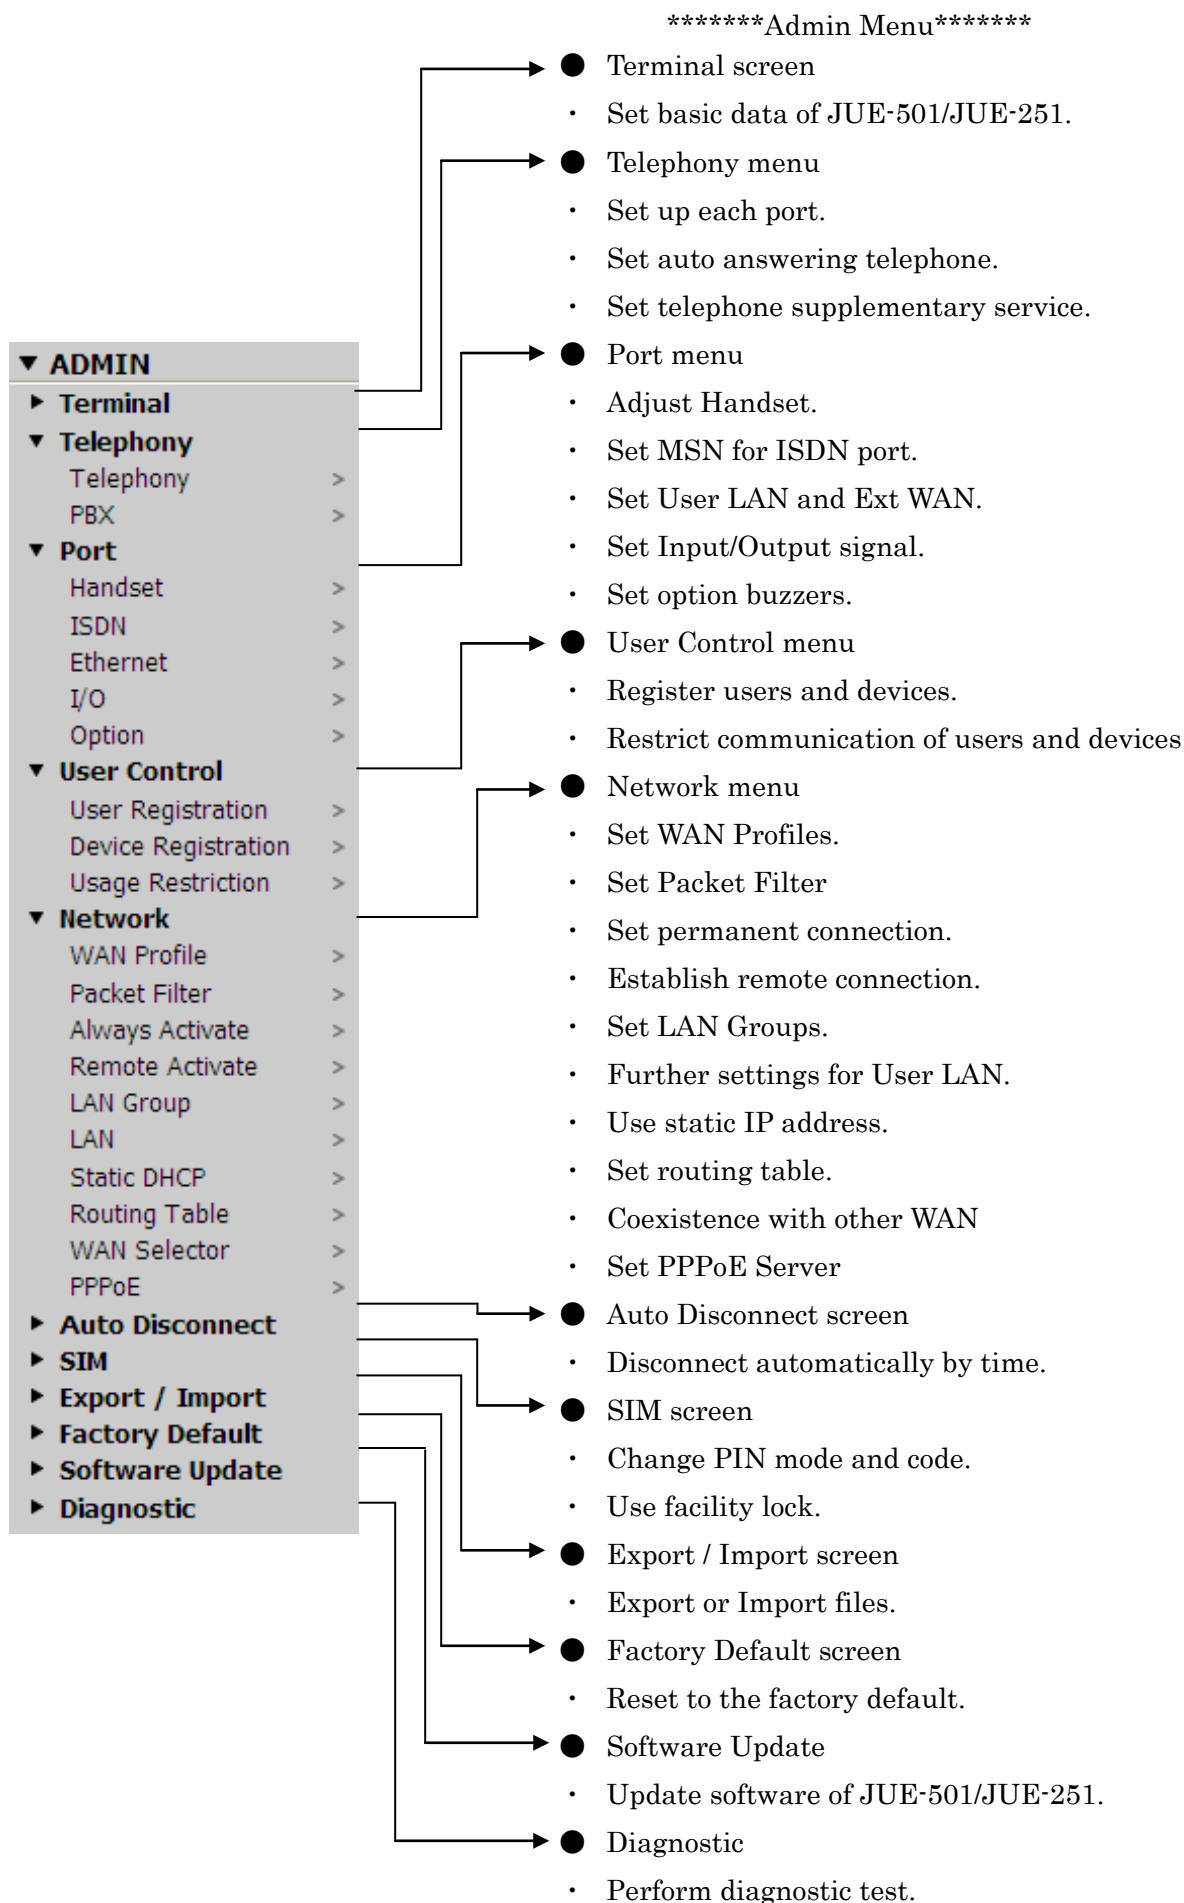 *******Admin Menu*******
● Terminal screen
・ Set basic data of JUE-501/JUE-251.
● Telephony menu
・ Set up each port.
・ Set auto answering telephone.
・ Set telephone supplementary service.
● Port menu
・ Adjust Handset.
・ Set MSN for ISDN port.
・ Set User LAN and Ext WAN.
・ Set Input/Output signal.
・ Set option buzzers.
● User Control menu
・ Register users and devices.
・ Restrict communication of users and devices
● Network menu
・ Set WAN Profiles.
・ Set Packet Filter
・ Set permanent connection.
・ Establish remote connection.
・ Set LAN Groups.
・ Further settings for User LAN.
・ Use static IP address.
・ Set routing table.
・ Coexistence with other WAN
・ Set PPPoE Server
● Auto Disconnect screen
・ Disconnect automatically by time.
● SIM screen
・ Change PIN mode and code.
・ Use facility lock.
● Export / Import screen
・ Export or Import files.
● Factory Default screen
・ Reset to the factory default.
● Software Update
・ Update software of JUE-501/JUE-251.
● Diagnostic
・ Perform diagnostic test.
▼ ADMIN
▶ Terminal
▼ Telephony
Telephony >
PBX >
▼ Port
Handset >
ISDN >
Ethernet >
I/O >
Option >
▼ User Control
User Registration >
Device Registration >
Usage Restriction >
▼ Network
WAN Profile >
Packet Filter >
Always Activate >
Remote Activate >
LAN Group >
LAN >
Static DHCP >
Routing Table >
WAN Selector >
PPPoE >
▶ Auto Disconnect
▶ SIM
▶ Export / Import
▶ Factory Default
▶ Software Update
▶ Diagnostic